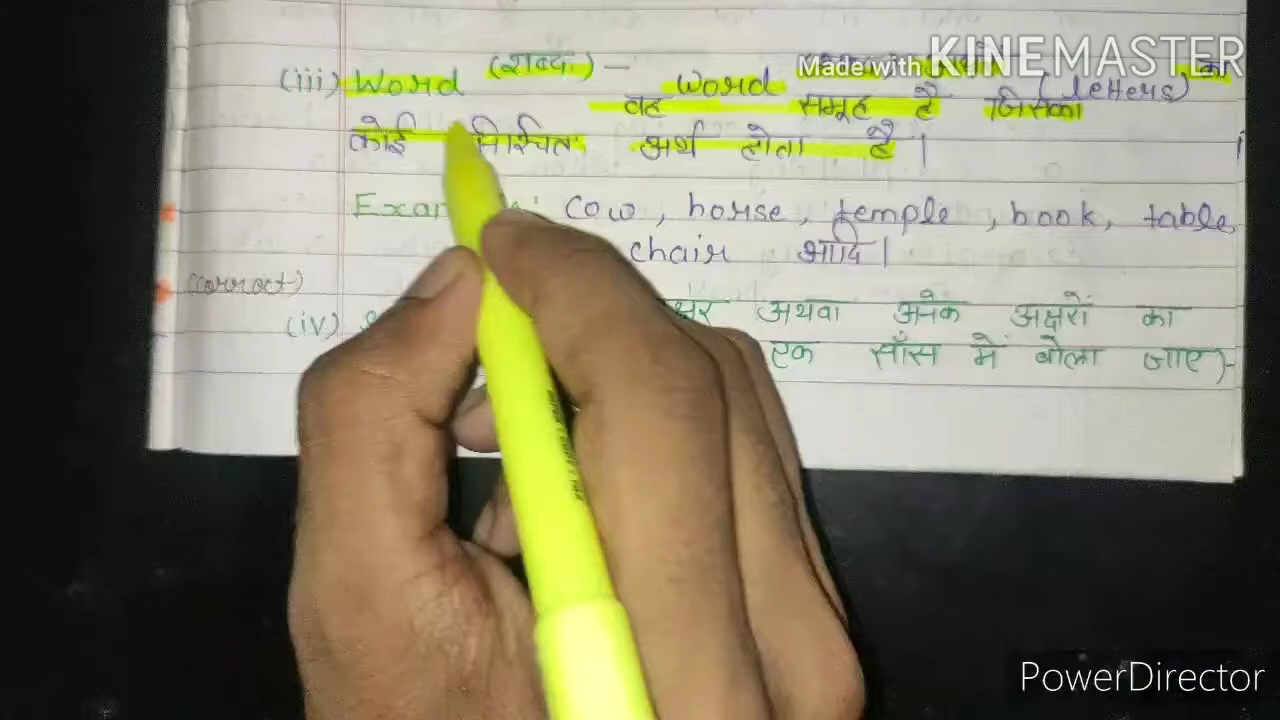 Made with KINEMASTER
(iii) Word (शब्द) – word (letters) का
वह समूह है जिसका
कोई निश्चित अर्थ होता है।
Exam : cow, horse, temple, book, table,
chair आदि।
(correct)
(iv) अथवा अनेक अक्षरों का
एक साँस में बोला जाए)-
PowerDirector